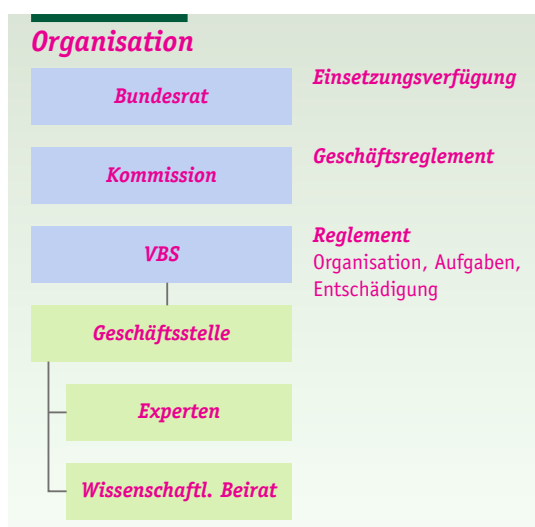 Organisation
Bundesrat
Einsetzungsverfügung
Kommission
Geschäftsreglement
VBS
Reglement
Organisation, Aufgaben,
Entschädigung
Geschäftsstelle
Experten
Wissenschaftl. Beirat